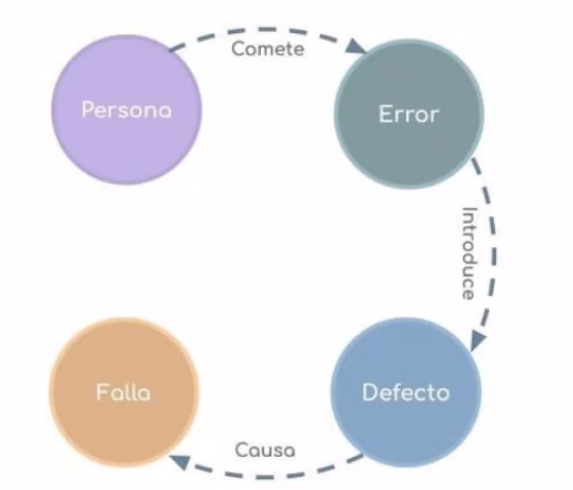 Persona
Comete
Error
Introduce
Defecto
Causa
Falla